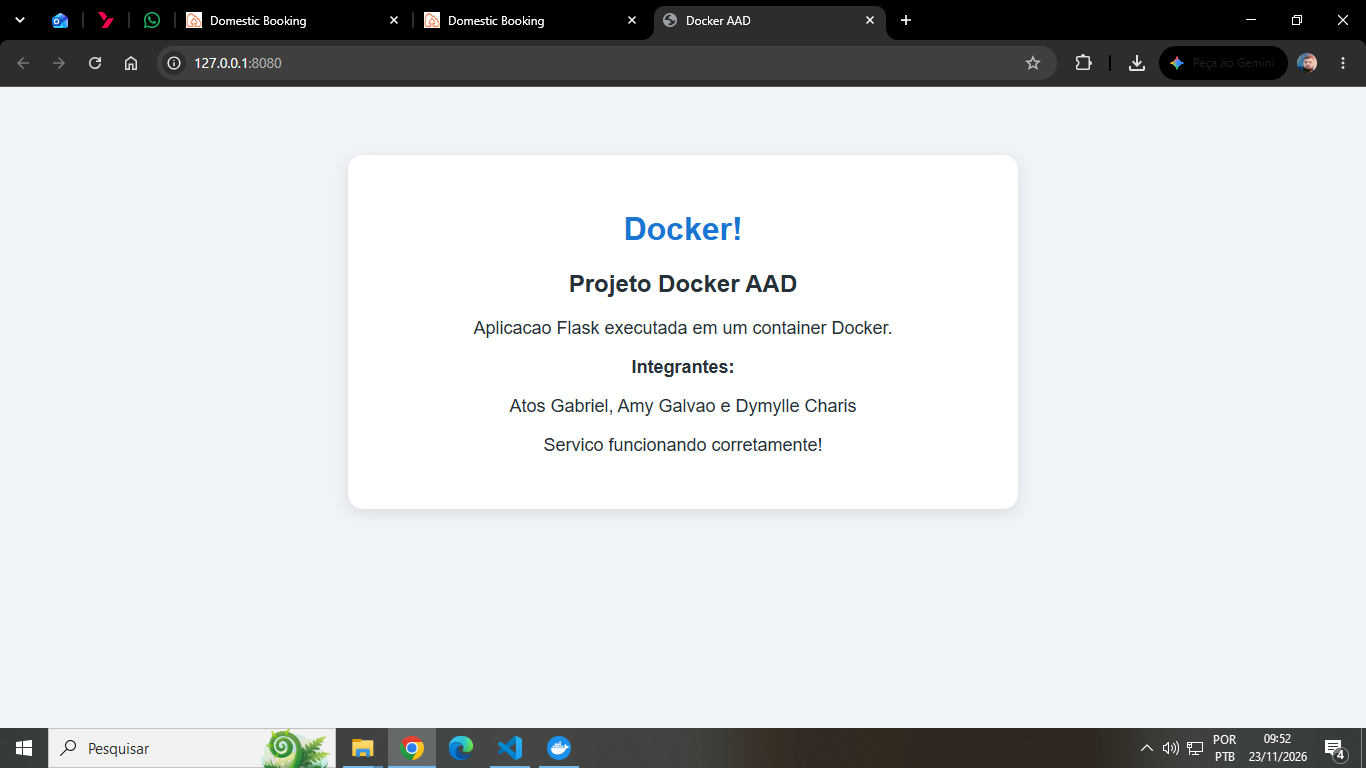 Domestic Booking
Domestic Booking
Docker AAD
127.0.0.1:8080
Peça ao Gemini
Docker!
Projeto Docker AAD
Aplicacao Flask executada em um container Docker.
Integrantes:
Atos Gabriel, Amy Galvao e Dymylle Charis
Servico funcionando corretamente!
Pesquisar
POR
PTB
09:52
23/11/2026
4